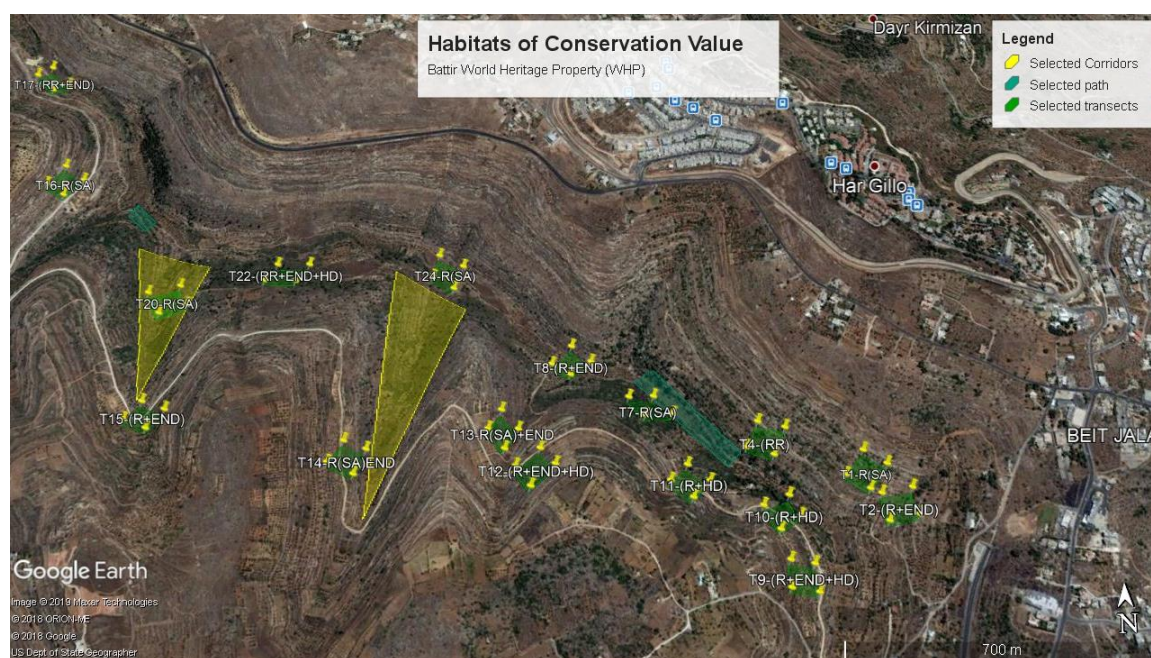 Habitats of Conservation Value
Battir World Heritage Property (WHP)
Dayr Kirmizan
Legend
Selected Corridors
Selected path
Selected transects
T17-(RR+END)
T16-R(SA)
Har Gillo
T22-(RR+END+HD)
T24-R(SA)
T20-R(SA)
T8-(R+END)
T7-R(SA)
T15-(R+END)
T13-R(SA)+END
T4-(RR)
BEIT JALA
T14-R(SA)END
T12-(R+END+HD)
T11-(R+HD)
T1-R(SA)
T2-(R+END)
T10-(R+HD)
T9-(R+END+HD)
Google Earth
Image © 2019 Maxar Technologies
© 2018 ORION-ME
© 2018 Google
US Dept of State Geographer
N
700 m